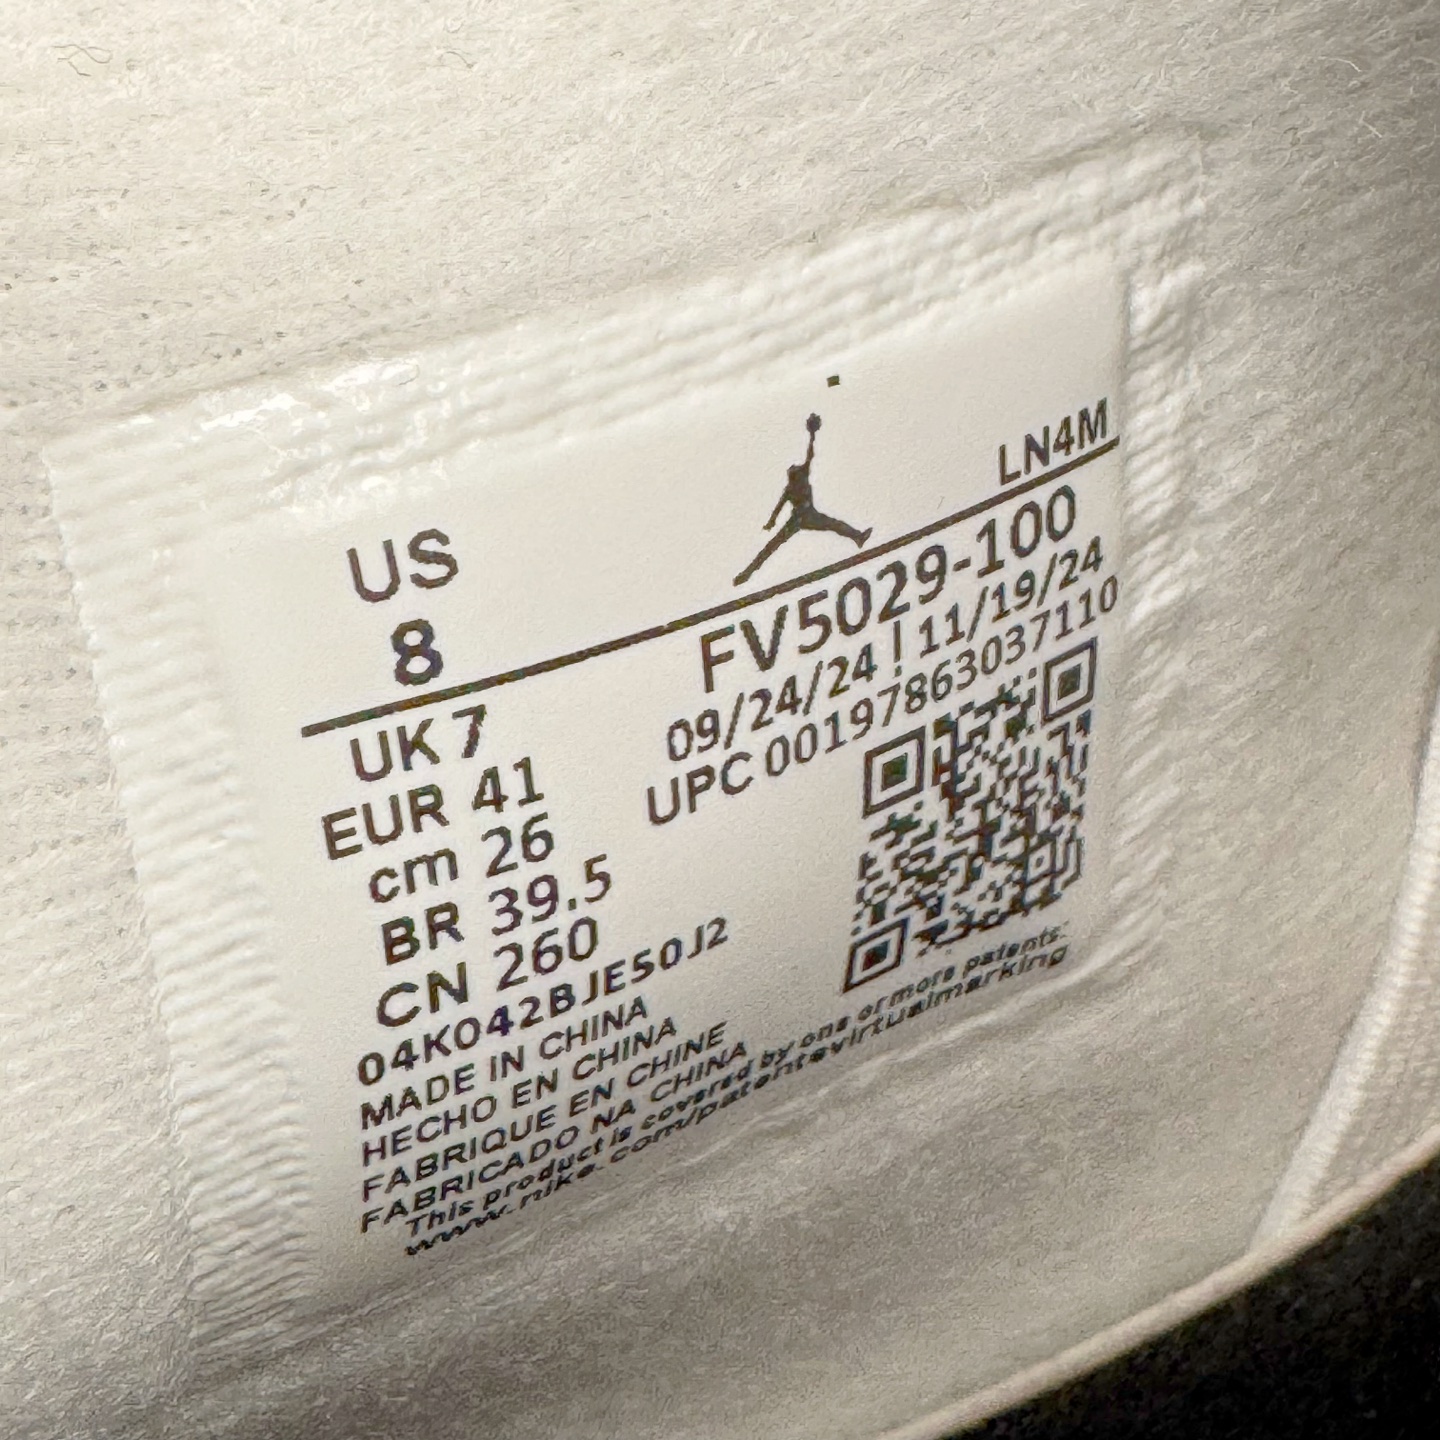 US
8
LN4M
UK 7
EUR 41
cm 26
BR 39.5
CN 260
FV5029-100
09/24/24 | 11/19/24
UPC 00197863037110
04K042BJE50J2
MADE IN CHINA
HECHO EN CHINA
FABRIQUE EN CHINE
FABRICADO NA CHINA
This product is covered by one or more patents:
www.nike.com/patentsvirtualmarking